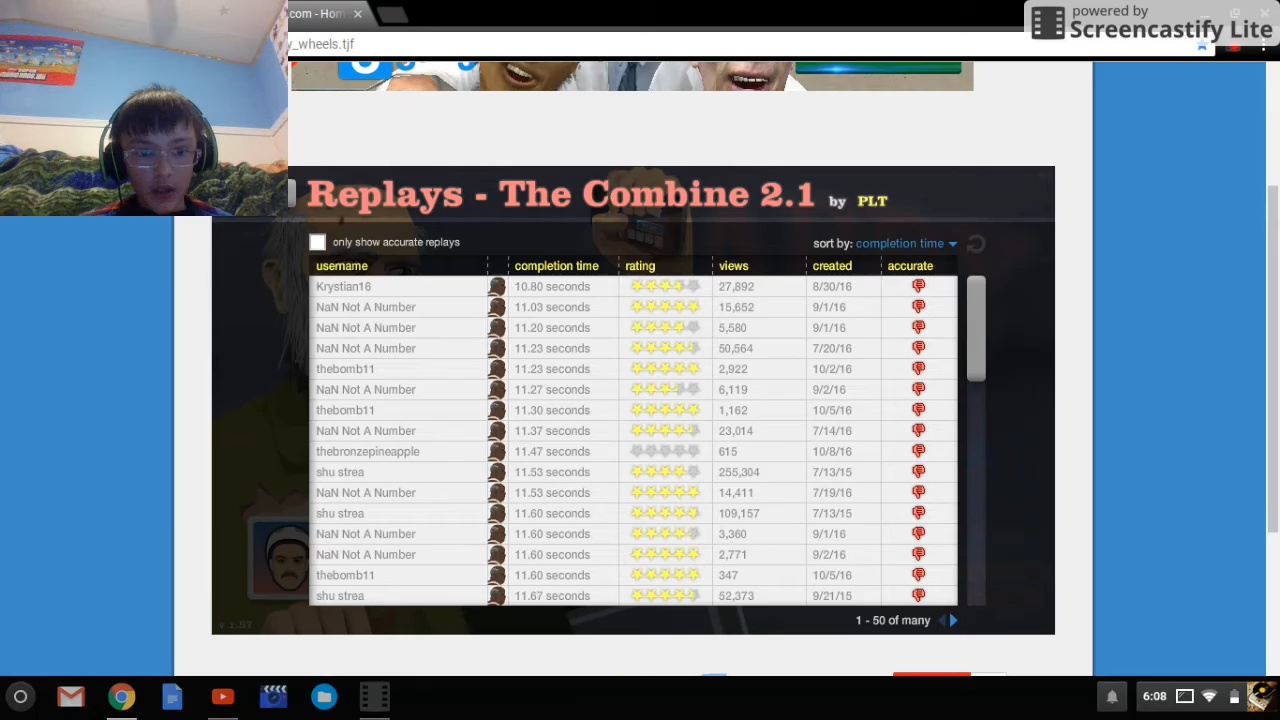 .com - Hom
powered by
Screencastify Lite
y_wheels.tjf
Replays - The Combine 2.1 by PLT
only show accurate replays
sort by: completion time
username completion time rating views created accurate
Krystian16 10.80 seconds 27,892 8/30/16
NaN Not A Number 11.03 seconds 15,652 9/1/16
NaN Not A Number 11.20 seconds 5,580 9/1/16
NaN Not A Number 11.23 seconds 50,564 7/20/16
thebomb11 11.23 seconds 2,922 10/2/16
NaN Not A Number 11.27 seconds 6,119 9/2/16
thebomb11 11.30 seconds 1,162 10/5/16
NaN Not A Number 11.37 seconds 23,014 7/14/16
thebronzepineapple 11.47 seconds 615 10/8/16
shu strea 11.53 seconds 255,304 7/13/15
NaN Not A Number 11.53 seconds 14,411 7/19/16
shu strea 11.60 seconds 109,157 7/13/15
NaN Not A Number 11.60 seconds 3,360 9/1/16
NaN Not A Number 11.60 seconds 2,771 9/2/16
thebomb11 11.60 seconds 347 10/5/16
shu strea 11.67 seconds 52,373 9/21/15
v 1.57
1 - 50 of many
6:08